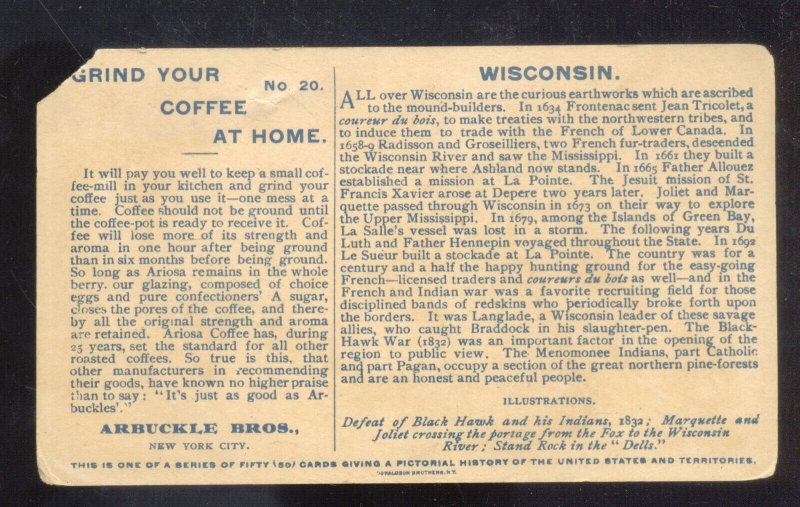 GRIND YOUR
No. 20.
COFFEE
AT HOME.
It will pay you well to keep a small cof-
fee-mill in your kitchen and grind your
coffee just as you use it—one mess at a
time. Coffee should not be ground until
the coffee-pot is ready to receive it. Cof-
fee will lose more of its strength and
aroma in one hour after being ground
than in six months before being ground.
So long as Ariosa remains in the whole
berry. our glazing, composed of choice
eggs and pure confectioners' A sugar,
closes the pores of the coffee, and there-
by all the original strength and aroma
are retained. Ariosa Coffee has, during
25 years, set the standard for all other
roasted coffees. So true is this, that
other manufacturers in recommending
their goods, have known no higher praise
than to say: "It's just as good as Ar-
buckles'."
ARBUCKLE BROS.,
NEW YORK CITY.
WISCONSIN.
ALL over Wisconsin are the curious earthworks which are ascribed
to the mound-builders. In 1634 Frontenac sent Jean Tricolet, a
coureur du bois, to make treaties with the northwestern tribes, and
to induce them to trade with the French of Lower Canada. In
1658-9 Radisson and Groseilliers, two French fur-traders, descended
the Wisconsin River and saw the Mississippi. In 1661 they built a
stockade near where Ashland now stands. In 1665 Father Allouez
established a mission at La Pointe. The Jesuit mission of St.
Francis Xavier arose at Depere two years later. Joliet and Mar-
quette passed through Wisconsin in 1673 on their way to explore
the Upper Mississippi. In 1679, among the Islands of Green Bay,
La Salle's vessel was lost in a storm. The following years Du
Luth and Father Hennepin voyaged throughout the State. In 1692
Le Sueur built a stockade at La Pointe. The country was for a
century and a half the happy hunting ground for the easy-going
French—licensed traders and coureurs du bois as well—and in the
French and Indian war was a favorite recruiting field for those
disciplined bands of redskins who periodically broke forth upon
the borders. It was Langlade, a Wisconsin leader of these savage
allies, who caught Braddock in his slaughter-pen. The Black-
Hawk War (1832) was an important factor in the opening of the
region to public view. The Menomonee Indians, part Catholic
and part Pagan, occupy a section of the great northern pine-forests
and are an honest and peaceful people.
ILLUSTRATIONS.
Defeat of Black Hawk and his Indians, 1832; Marquette and
Joliet crossing the portage from the Fox to the Wisconsin
River; Stand Rock in the "Dells."
THIS IS ONE OF A SERIES OF FIFTY (50) CARDS GIVING A PICTORIAL HISTORY OF THE UNITED STATES AND TERRITORIES.
DONALDSON BROTHERS, N.Y.